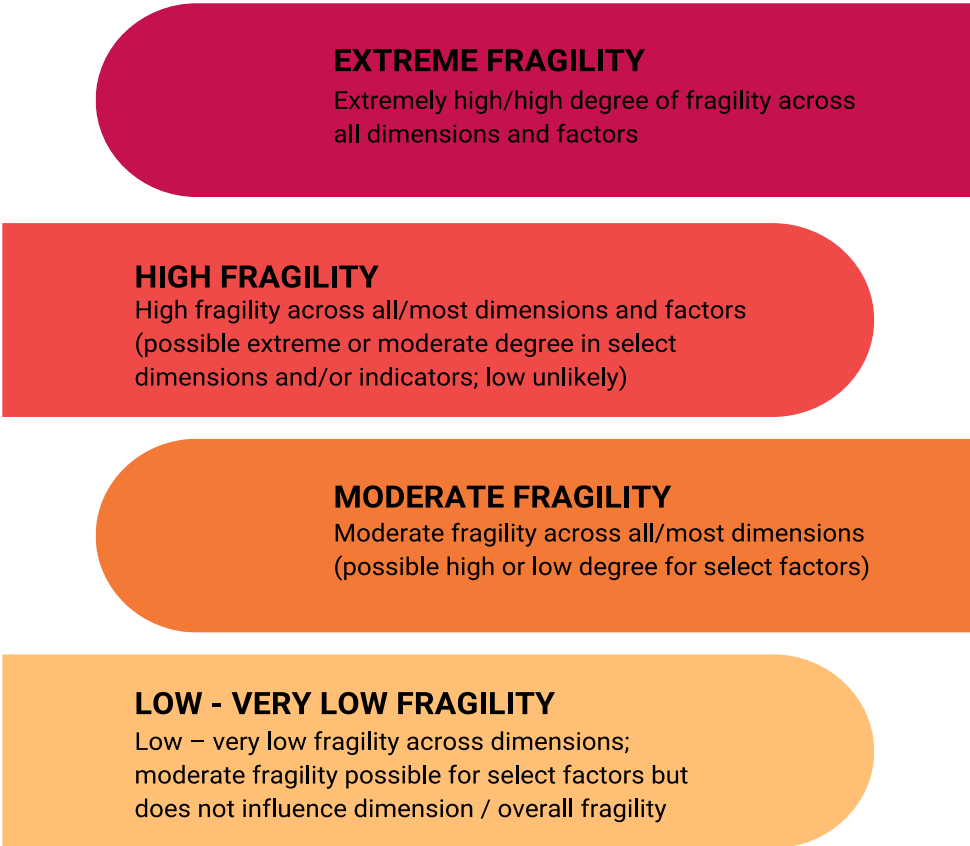 EXTREME FRAGILITY
Extremely high/high degree of fragility across
all dimensions and factors
HIGH FRAGILITY
High fragility across all/most dimensions and factors
(possible extreme or moderate degree in select
dimensions and/or indicators; low unlikely)
MODERATE FRAGILITY
Moderate fragility across all/most dimensions
(possible high or low degree for select factors)
LOW - VERY LOW FRAGILITY
Low – very low fragility across dimensions;
moderate fragility possible for select factors but
does not influence dimension / overall fragility